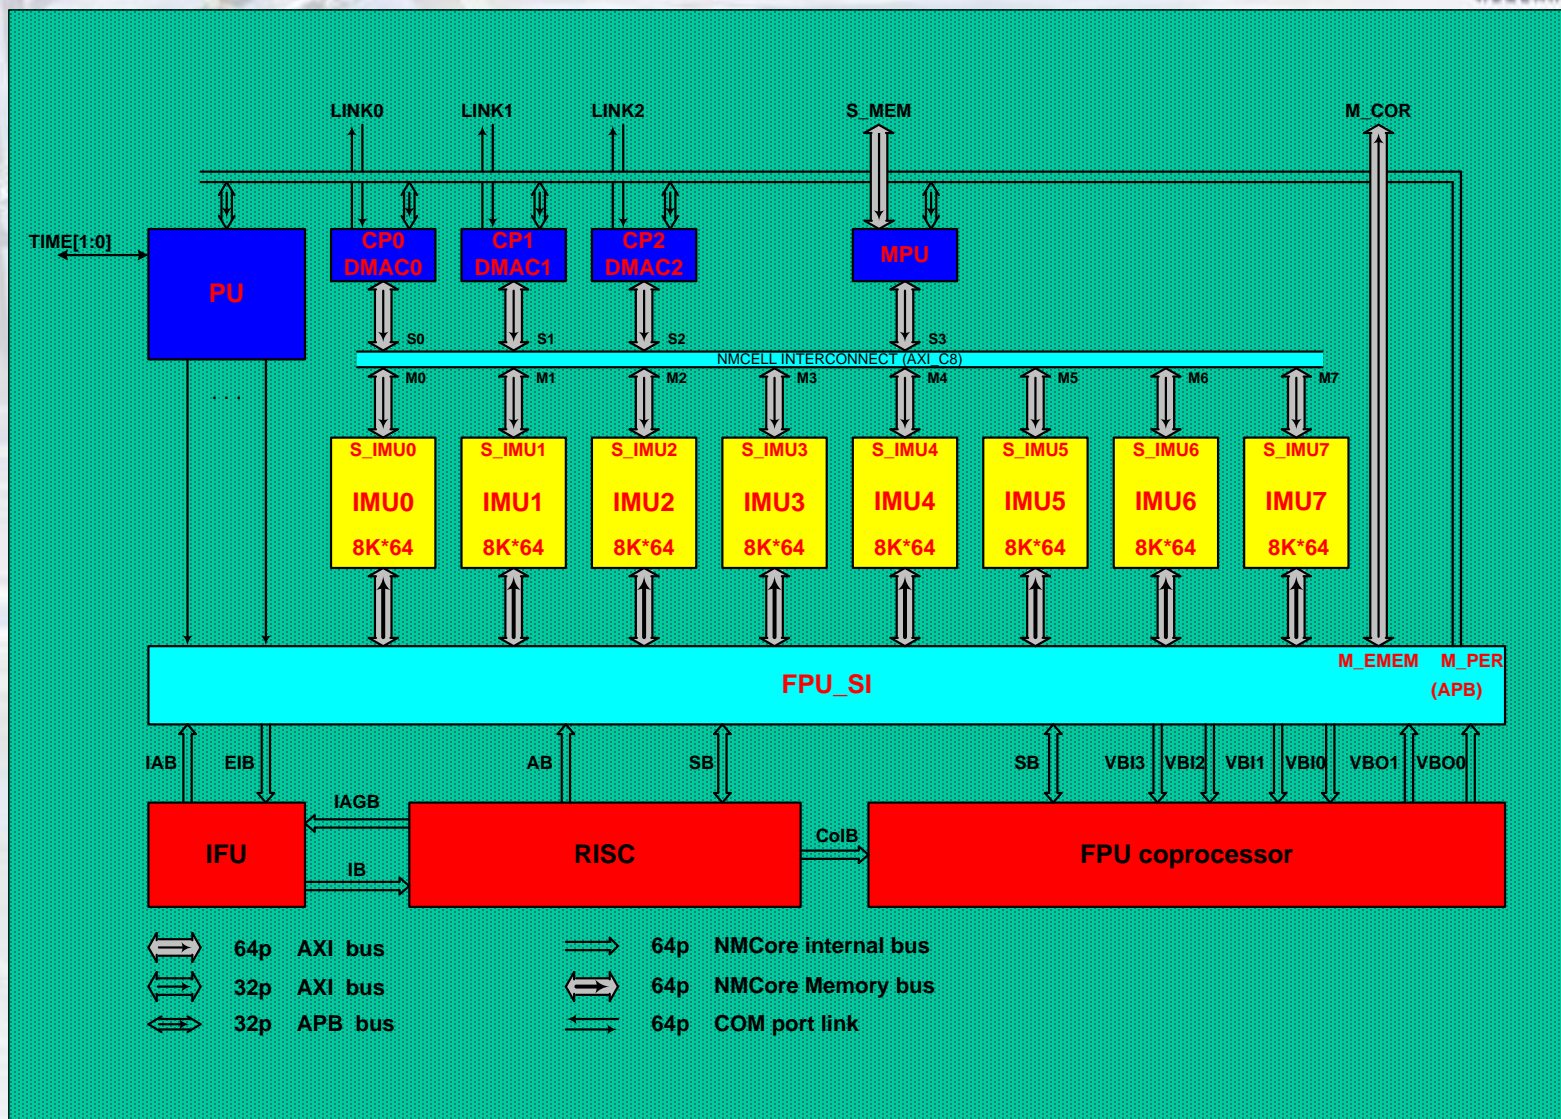 LINK0 LINK1 LINK2 S_MEM M_COR
TIME[1:0]
PU
CP0
DMAC0
CP1
DMAC1
CP2
DMAC2
MPU
S0 S1 S2 S3
NMCELL INTERCONNECT (AXI_C8)
M0 M1 M2 M3 M4 M5 M6 M7
. . .
S_IMU0 S_IMU1 S_IMU2 S_IMU3 S_IMU4 S_IMU5 S_IMU6 S_IMU7
IMU0 IMU1 IMU2 IMU3 IMU4 IMU5 IMU6 IMU7
8K*64 8K*64 8K*64 8K*64 8K*64 8K*64 8K*64 8K*64
M_EMEM M_PER
(APB)
FPU_SI
IAB EIB AB SB SB VBI3 VBI2 VBI1 VBI0 VBO1 VBO0
IAGB
IB
CoIB
IFU RISC FPU coprocessor
64p AXI bus
32p AXI bus
32p APB bus
64p NMCore internal bus
64p NMCore Memory bus
64p COM port link